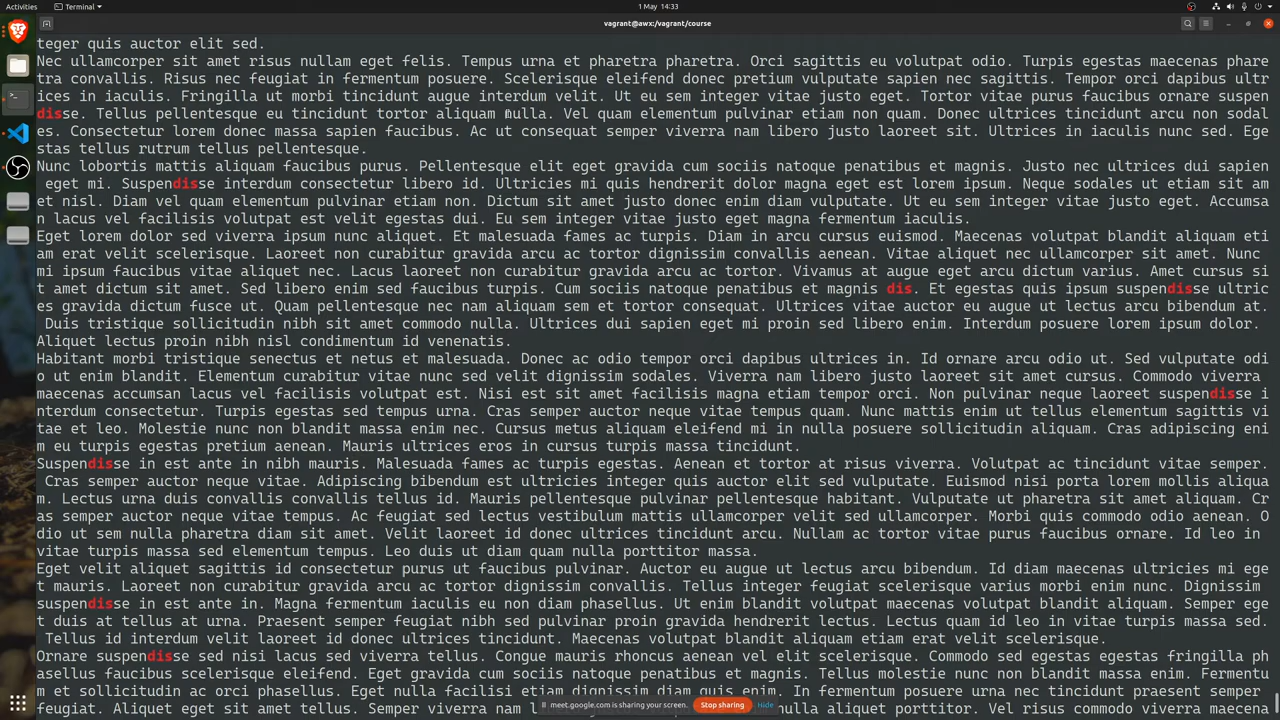 Activities
Terminal
1 May 14:33
vagrant@awx:/vagrant/course
teger quis auctor elit sed.
Nec ullamcorper sit amet risus nullam eget felis. Tempus urna et pharetra pharetra. Orci sagittis eu volutpat odio. Turpis egestas maecenas phare
tra convallis. Risus nec feugiat in fermentum posuere. Scelerisque eleifend donec pretium vulputate sapien nec sagittis. Tempor orci dapibus ultr
ices in iaculis. Fringilla ut morbi tincidunt augue interdum velit. Ut eu sem integer vitae justo eget. Tortor vitae purus faucibus ornare suspen
disse. Tellus pellentesque eu tincidunt tortor aliquam nulla. Vel quam elementum pulvinar etiam non quam. Donec ultrices tincidunt arcu non sodal
es. Consectetur lorem donec massa sapien faucibus. Ac ut consequat semper viverra nam libero justo laoreet sit. Ultrices in iaculis nunc sed. Ege
stas tellus rutrum tellus pellentesque.
Nunc lobortis mattis aliquam faucibus purus. Pellentesque elit eget gravida cum sociis natoque penatibus et magnis. Justo nec ultrices dui sapien
 eget mi. Suspendisse interdum consectetur libero id. Ultricies mi quis hendrerit dolor magna eget est lorem ipsum. Neque sodales ut etiam sit am
et nisl. Diam vel quam elementum pulvinar etiam non. Dictum sit amet justo donec enim diam vulputate. Ut eu sem integer vitae justo eget. Accumsa
n lacus vel facilisis volutpat est velit egestas dui. Eu sem integer vitae justo eget magna fermentum iaculis.
Eget lorem dolor sed viverra ipsum nunc aliquet. Et malesuada fames ac turpis. Diam in arcu cursus euismod. Maecenas volutpat blandit aliquam eti
am erat velit scelerisque. Laoreet non curabitur gravida arcu ac tortor dignissim convallis aenean. Vitae aliquet nec ullamcorper sit amet. Nunc
mi ipsum faucibus vitae aliquet nec. Lacus laoreet non curabitur gravida arcu ac tortor. Vivamus at augue eget arcu dictum varius. Amet cursus si
t amet dictum sit amet. Sed libero enim sed faucibus turpis. Cum sociis natoque penatibus et magnis dis. Et egestas quis ipsum suspendisse ultric
es gravida dictum fusce ut. Quam pellentesque nec nam aliquam sem et tortor consequat. Ultrices vitae auctor eu augue ut lectus arcu bibendum at.
 Duis tristique sollicitudin nibh sit amet commodo nulla. Ultrices dui sapien eget mi proin sed libero enim. Interdum posuere lorem ipsum dolor.
Aliquet lectus proin nibh nisl condimentum id venenatis.
Habitant morbi tristique senectus et netus et malesuada. Donec ac odio tempor orci dapibus ultrices in. Id ornare arcu odio ut. Sed vulputate odi
o ut enim blandit. Elementum curabitur vitae nunc sed velit dignissim sodales. Viverra nam libero justo laoreet sit amet cursus. Commodo viverra
maecenas accumsan lacus vel facilisis volutpat est. Nisi est sit amet facilisis magna etiam tempor orci. Non pulvinar neque laoreet suspendisse i
nterdum consectetur. Turpis egestas sed tempus urna. Cras semper auctor neque vitae tempus quam. Nunc mattis enim ut tellus elementum sagittis vi
tae et leo. Molestie nunc non blandit massa enim nec. Cursus metus aliquam eleifend mi in nulla posuere sollicitudin aliquam. Cras adipiscing eni
m eu turpis egestas pretium aenean. Mauris ultrices eros in cursus turpis massa tincidunt.
Suspendisse in est ante in nibh mauris. Malesuada fames ac turpis egestas. Aenean et tortor at risus viverra. Volutpat ac tincidunt vitae semper.
 Cras semper auctor neque vitae. Adipiscing bibendum est ultricies integer quis auctor elit sed vulputate. Euismod nisi porta lorem mollis aliqua
m. Lectus urna duis convallis convallis tellus id. Mauris pellentesque pulvinar pellentesque habitant. Vulputate ut pharetra sit amet aliquam. Cr
as semper auctor neque vitae tempus. Ac feugiat sed lectus vestibulum mattis ullamcorper velit sed ullamcorper. Morbi quis commodo odio aenean. O
dio ut sem nulla pharetra diam sit amet. Velit laoreet id donec ultrices tincidunt arcu. Nullam ac tortor vitae purus faucibus ornare. Id leo in
vitae turpis massa sed elementum tempus. Leo duis ut diam quam nulla porttitor massa.
Eget velit aliquet sagittis id consectetur purus ut faucibus pulvinar. Auctor eu augue ut lectus arcu bibendum. Id diam maecenas ultricies mi ege
t mauris. Laoreet non curabitur gravida arcu ac tortor dignissim convallis. Tellus integer feugiat scelerisque varius morbi enim nunc. Dignissim
suspendisse in est ante in. Magna fermentum iaculis eu non diam phasellus. Ut enim blandit volutpat maecenas volutpat blandit aliquam. Semper ege
t duis at tellus at urna. Praesent semper feugiat nibh sed pulvinar proin gravida hendrerit lectus. Lectus quam id leo in vitae turpis massa sed.
 Tellus id interdum velit laoreet id donec ultrices tincidunt. Maecenas volutpat blandit aliquam etiam erat velit scelerisque.
Ornare suspendisse sed nisi lacus sed viverra tellus. Congue mauris rhoncus aenean vel elit scelerisque. Commodo sed egestas egestas fringilla ph
asellus faucibus scelerisque eleifend. Eget gravida cum sociis natoque penatibus et magnis. Tellus molestie nunc non blandit massa enim. Fermentu
m et sollicitudin ac orci phasellus. Eget nulla facilisi etiam dignissim diam quis enim. In fermentum posuere urna nec tincidunt praesent semper
feugiat. Aliquam sit amet tellus. Viverra nam libero justo
cursus risus at ultrices mi tempus
meet.google.com is sharing your screen.
Stop sharing
Hide